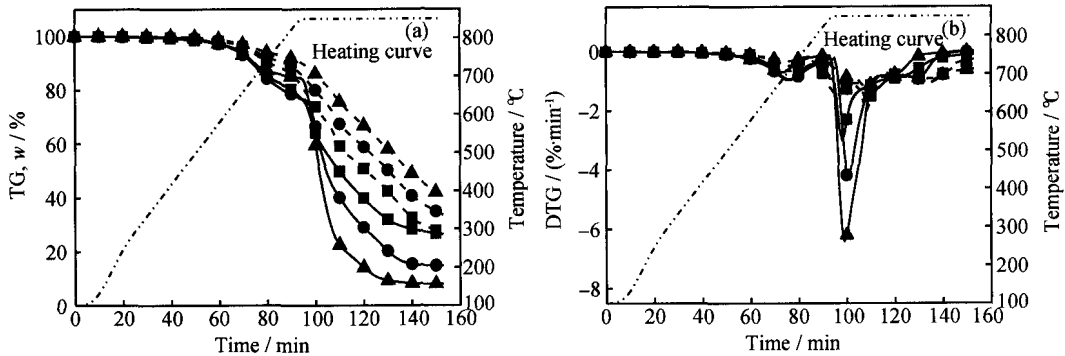 (a)
Heating curve
100
80
60
40
20
0
TG, w / %
800
700
600
500
400
300
200
100
Temperature / ℃
0 20 40 60 80 100 120 140 160
Time / min
(b)
Heating curve
0
−2
−4
−6
−8
DTG / (%·min⁻¹)
800
700
600
500
400
300
200
100
Temperature / ℃
0 20 40 60 80 100 120 140 160
Time / min